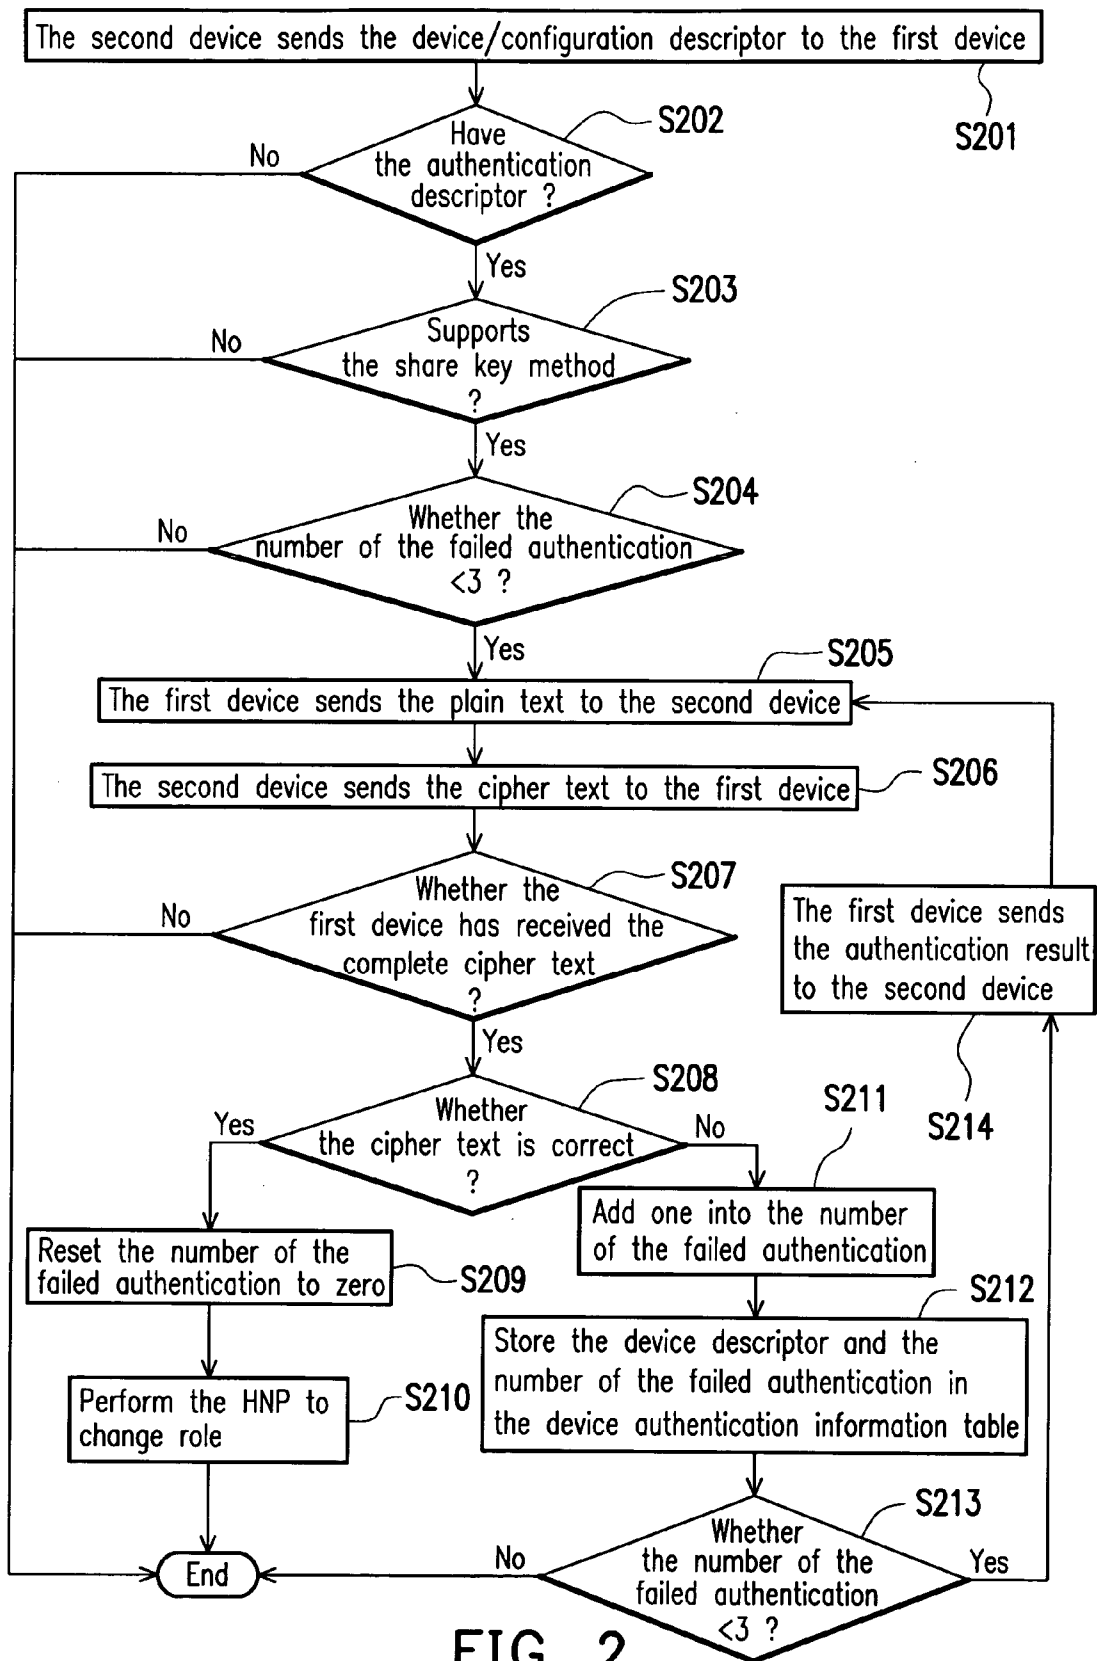 The second device sends the device/configuration descriptor to the first device
S201
S202
Have
the authentication
descriptor ?
No
Yes
S203
Supports
the share key method
?
No
Yes
S204
Whether the
number of the failed authentication
<3 ?
No
Yes
S205
The first device sends the plain text to the second device
The second device sends the cipher text to the first device
S206
S207
Whether the
first device has received the
complete cipher text
?
No
Yes
The first device sends
the authentication result
to the second device
S214
S208
Whether
the cipher text is correct
?
Yes
No
S211
Add one into the number
of the failed authentication
Reset the number of the
failed authentication to zero
S209
S212
Store the device descriptor and the
number of the failed authentication in
the device authentication information table
Perform the HNP to
change role
S210
S213
Whether
the number of the
failed authentication
<3 ?
No
Yes
End
FIG. 2